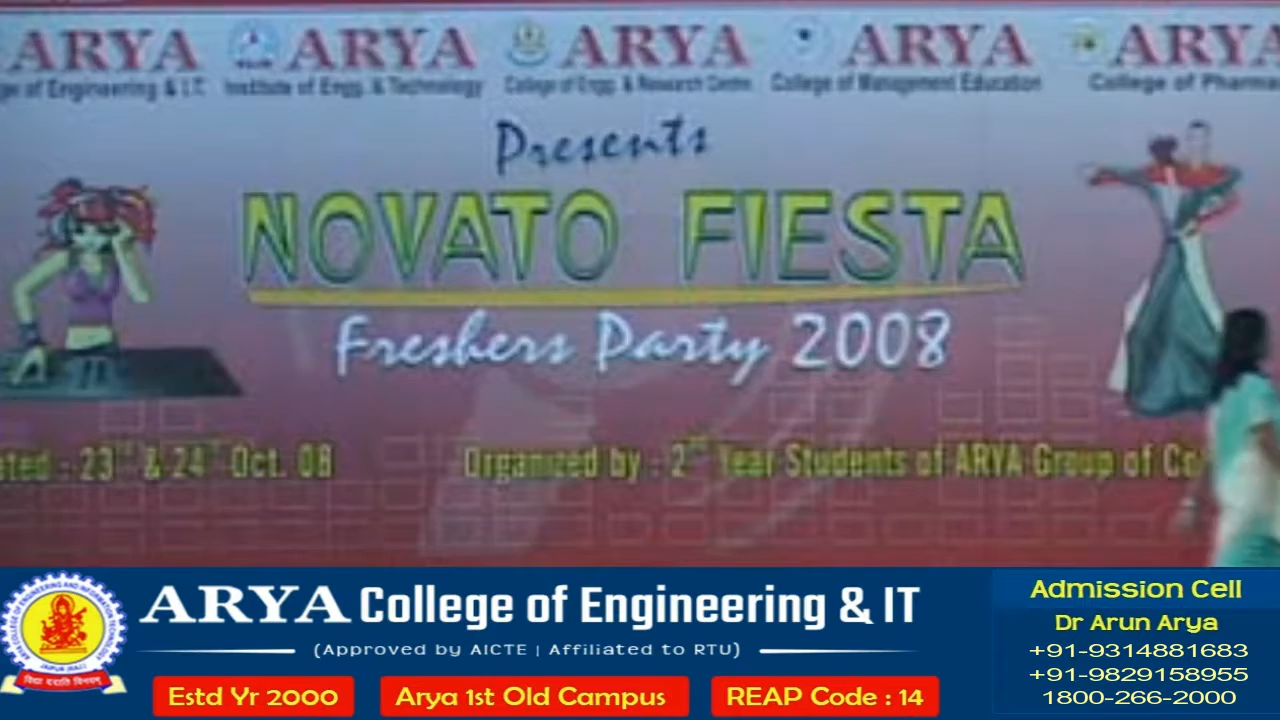 ARYA ARYA ARYA ARYA ARYA
ge of Engineering & I.T. Institute of Engg. & Technology College of Engg. & Research Centre College of Management Education College of Pharma
Presents
NOVATO FIESTA
Freshers Party 2008
ated - 23rd & 24th Oct. 08 Organized by - 2nd Year Students of ARYA Group of Co
ARYA College of Engineering & IT
(Approved by AICTE | Affiliated to RTU)
Estd Yr 2000 Arya 1st Old Campus REAP Code : 14
Admission Cell
Dr Arun Arya
+91-9314881683
+91-9829158955
1800-266-2000